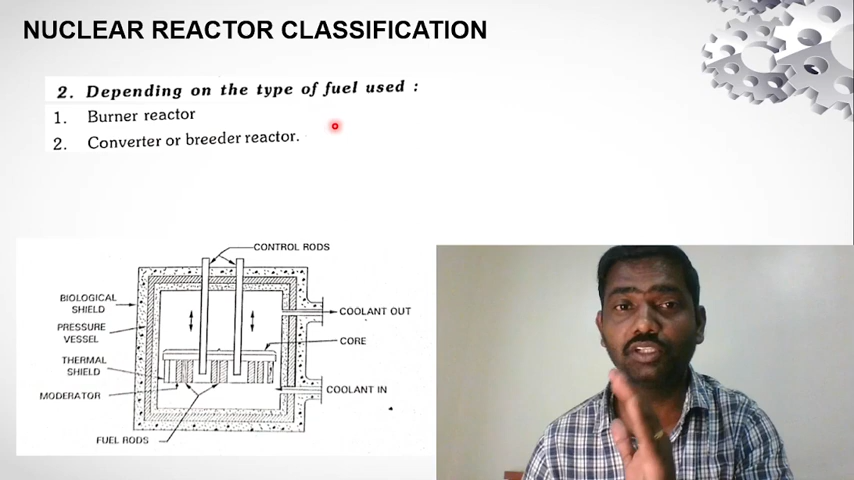 NUCLEAR REACTOR CLASSIFICATION
2. Depending on the type of fuel used :
1. Burner reactor
2. Converter or breeder reactor.
CONTROL RODS
BIOLOGICAL
SHIELD
COOLANT OUT
PRESSURE
VESSEL
CORE
THERMAL
SHIELD
COOLANT IN
MODERATOR
FUEL RODS